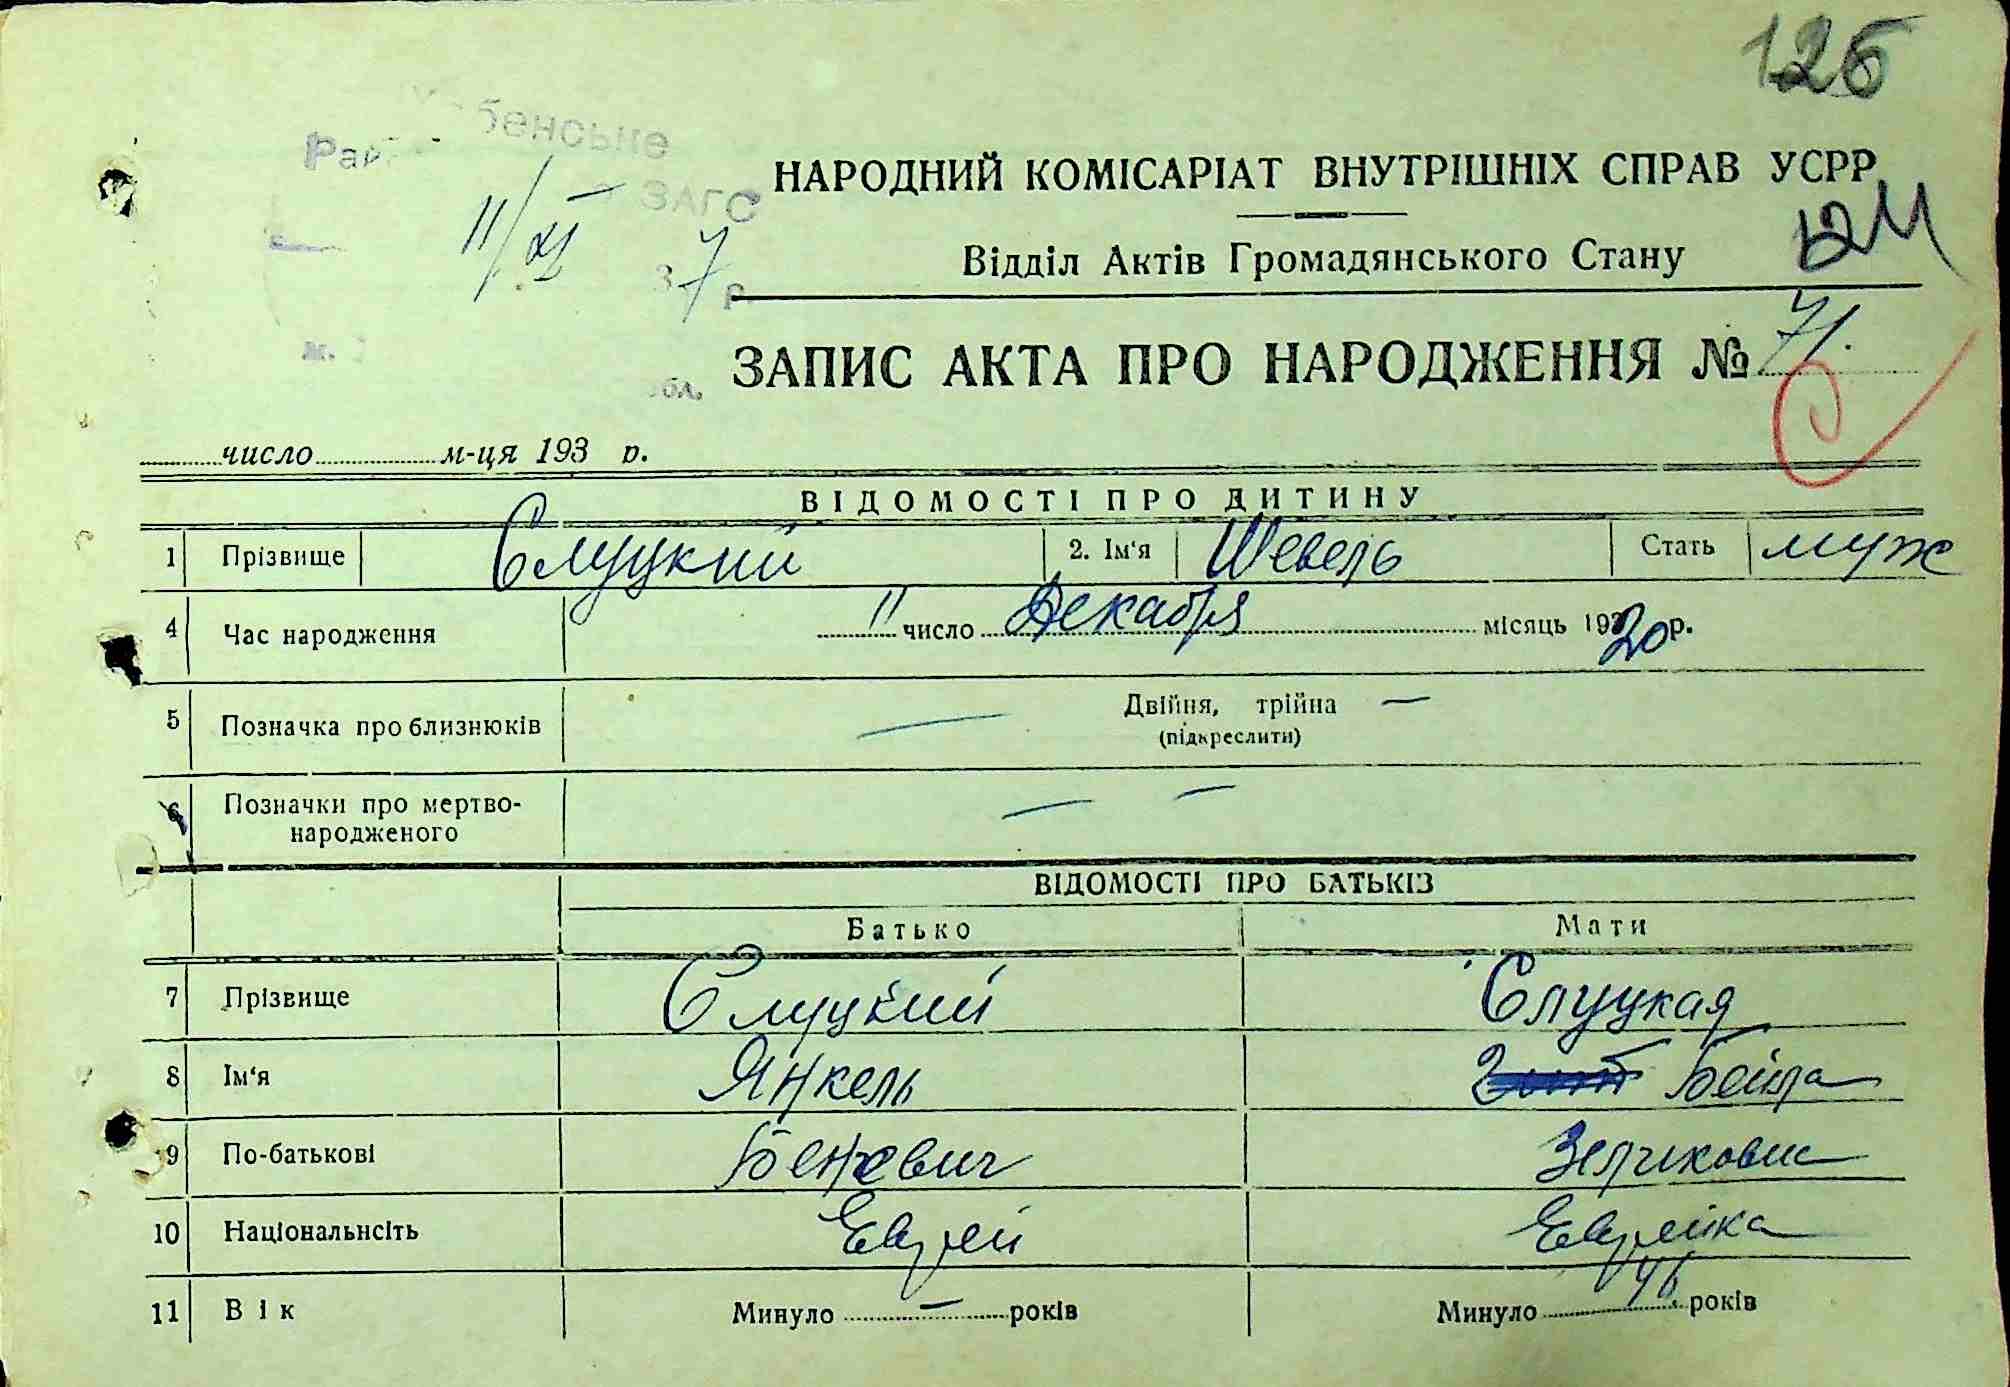 126
бенське
ЗАГС
11/XI 37 р
обл.
НАРОДНИЙ КОМІСАРІАТ ВНУТРІШНІХ СПРАВ УСРР
Відділ Актів Громадянського Стану
ЗАПИС АКТА ПРО НАРОДЖЕННЯ № 71.
число м-ця 193 р.
ВІДОМОСТІ ПРО ДИТИНУ
1 Прізвище Слуцкий 2. Ім'я Шевель Стать муж
4 Час народження 11 число Декабря місяць 1920 р.
5 Позначка про близнюків — Двійня, трійна —
(підкреслити)
6 Позначки про мертво-
народженого — —
ВІДОМОСТІ ПРО БАТЬКІВ
Батько Мати
7 Прізвище Слуцкий Слуцкая
8 Ім'я Янкель Бейла
9 По-батькові Бенєвич Зеликовна
10 Національнсіть Еврей Еврейка
11 Вік Минуло — років Минуло 46 років